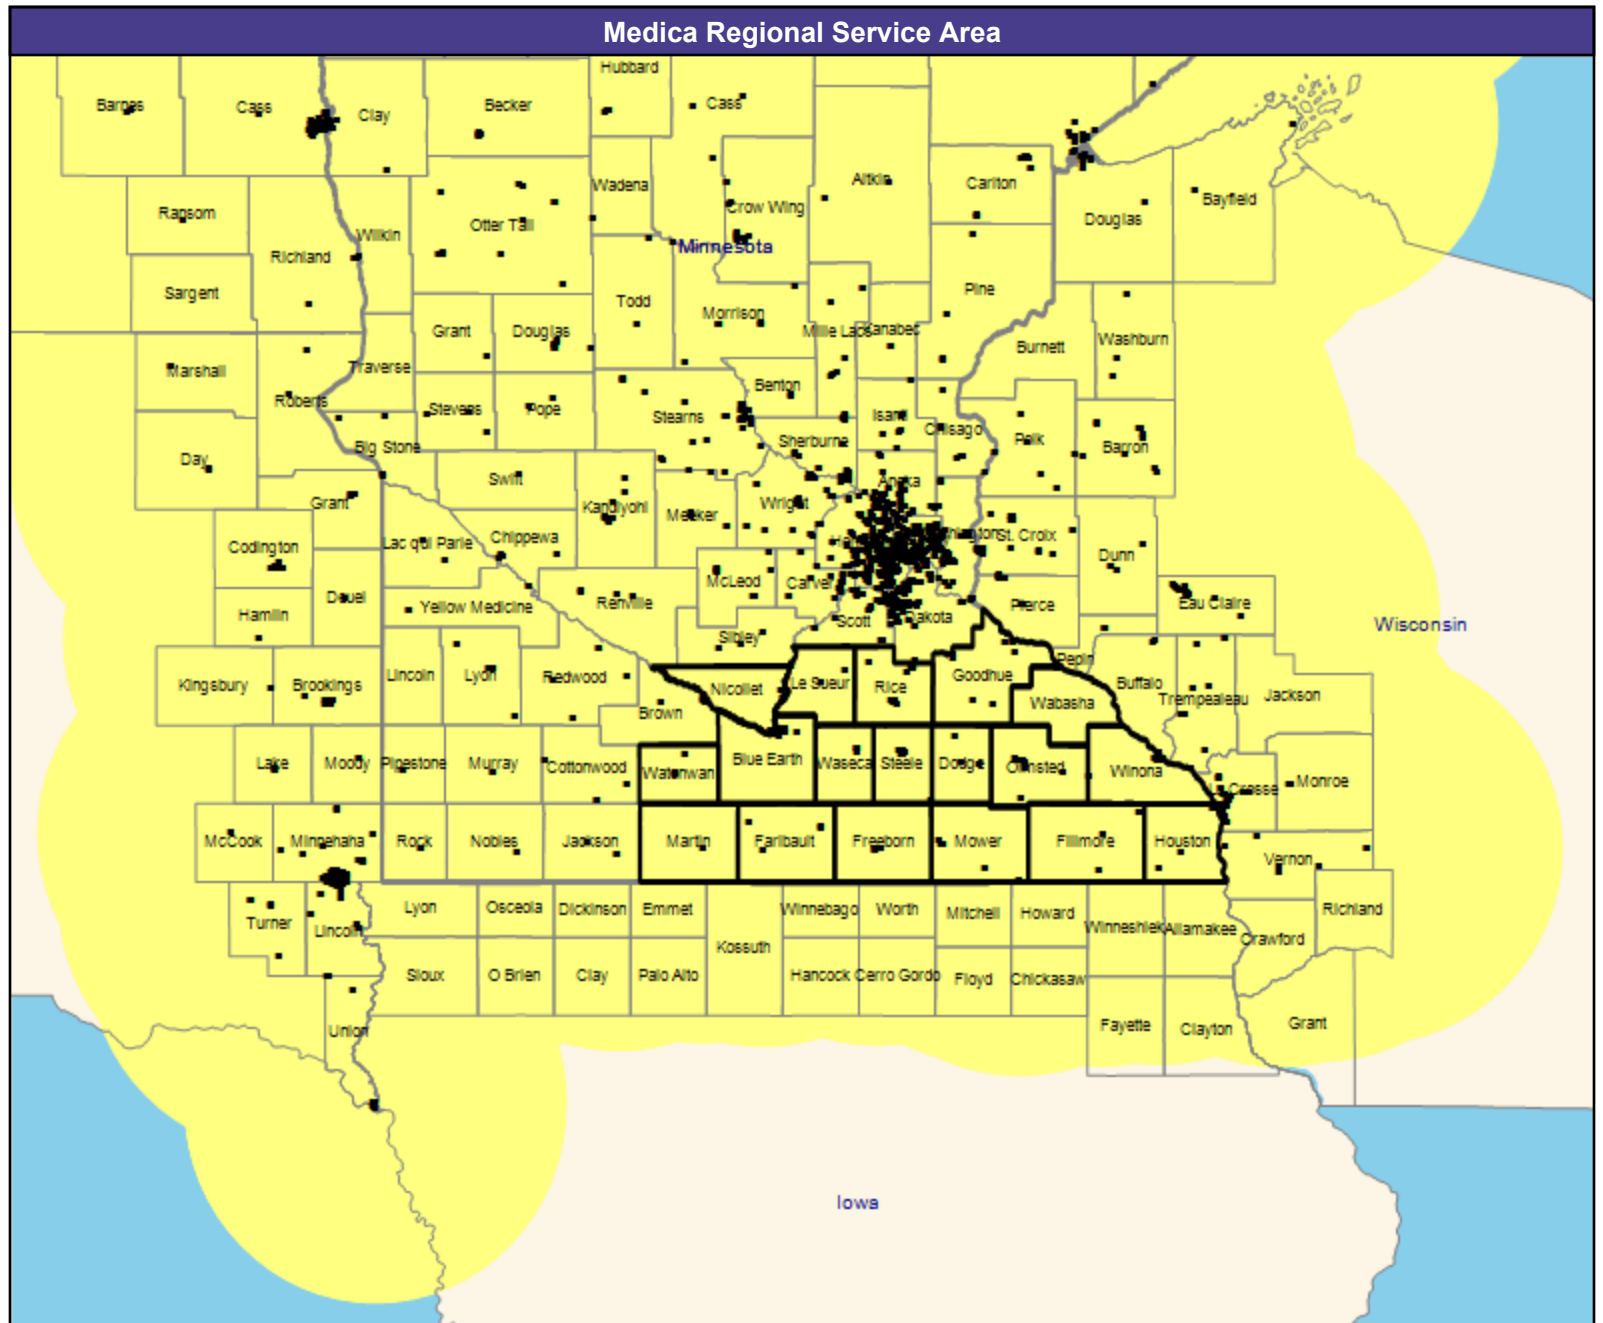 Medica Regional Service Area
Hubbard
Barnes
Cass
Clay
Becker
Cass
Wadena
Aitkin
Carlton
Ransom
Otter Tail
Crow Wing
Douglas
Bayfield
Wilkin
Richland
Minnesota
Sargent
Todd
Pine
Grant
Douglas
Morrison
Mille Lacs
Kanabec
Washburn
Burnett
Marshall
Traverse
Roberts
Benton
Stevens
Pope
Stearns
Isanti
Chisago
Polk
Barron
Big Stone
Sherburne
Day
Swift
Anoka
Grant
Kandiyohi
Meeker
Wright
Codington
Lac qui Parle
Chippewa
St. Croix
Dunn
McLeod
Carver
Deuel
Hamlin
Yellow Medicine
Renville
Scott
Dakota
Pierce
Eau Claire
Wisconsin
Sibley
Pepin
Kingsbury
Brookings
Lincoln
Lyon
Redwood
Nicollet
Le Sueur
Rice
Goodhue
Wabasha
Buffalo
Trempealeau
Jackson
Brown
Lake
Moody
Pipestone
Murray
Cottonwood
Watonwan
Blue Earth
Waseca
Steele
Dodge
Olmsted
Winona
La Crosse
Monroe
McCook
Minnehaha
Rock
Nobles
Jackson
Martin
Faribault
Freeborn
Mower
Fillmore
Houston
Vernon
Turner
Lincoln
Lyon
Osceola
Dickinson
Emmet
Kossuth
Winnebago
Worth
Mitchell
Howard
Winneshiek
Allamakee
Crawford
Richland
Sioux
O Brien
Clay
Palo Alto
Hancock
Cerro Gordo
Floyd
Chickasaw
Union
Fayette
Clayton
Grant
Iowa